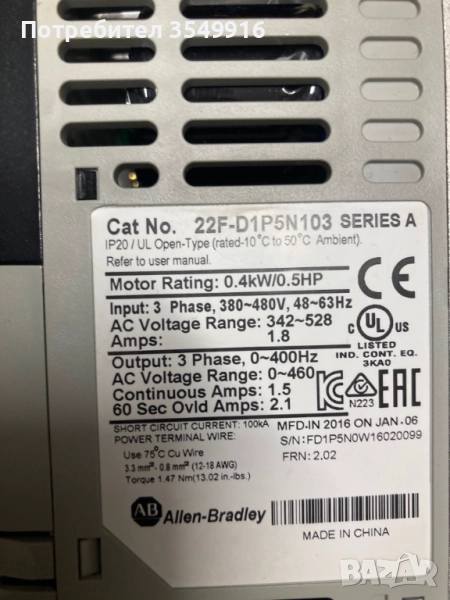 Потребител 3549916
Cat No. 22F-D1P5N103 SERIES A
IP20 / UL Open-Type (rated-10°C to 50°C Ambient).
Refer to user manual.
Motor Rating: 0.4kW/0.5HP
Input: 3 Phase, 380~480V, 48~63Hz
AC Voltage Range: 342~528
Amps: 1.8
CE
Output: 3 Phase, 0~400Hz
AC Voltage Range: 0~460
Continuous Amps: 1.5
60 Sec Ovld Amps: 2.1
c UL us
LISTED
IND. CONT. EQ.
3KA0
N223
EAC
SHORT CIRCUIT CURRENT: 100kA
POWER TERMINAL WIRE:
Use 75°C Cu Wire
3.3 mm² - 0.8 mm² (12-18 AWG)
Torque 1.47 Nm(13.02 in.-lbs.)
MFD-IN 2016 ON JAN-06
S/N:FD1P5N0W16020099
FRN: 2.02
AB Allen-Bradley
MADE IN CHINA
bazar